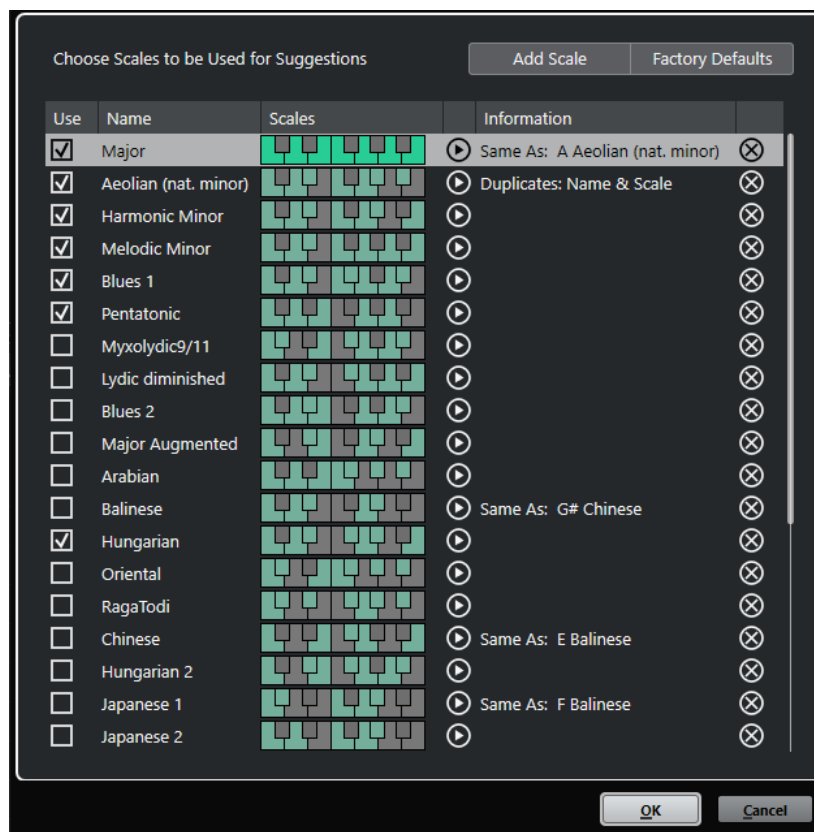 Choose Scales to be Used for Suggestions Add Scale Factory Defaults
Use Name Scales Information
Major Same As: A Aeolian (nat. minor)
Aeolian (nat. minor) Duplicates: Name & Scale
Harmonic Minor
Melodic Minor
Blues 1
Pentatonic
Myxolydic9/11
Lydic diminished
Blues 2
Major Augmented
Arabian
Balinese Same As: G# Chinese
Hungarian
Oriental
RagaTodi
Chinese Same As: E Balinese
Hungarian 2
Japanese 1 Same As: F Balinese
Japanese 2
OK Cancel